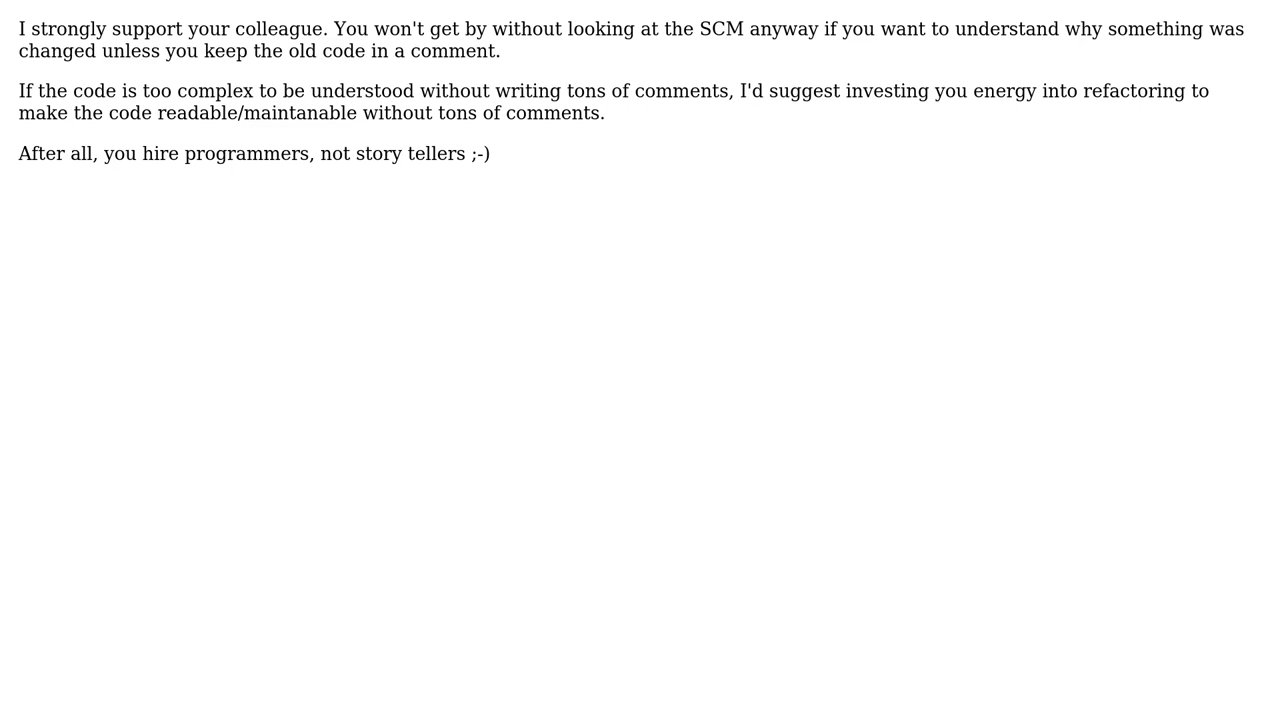 I strongly support your colleague. You won't get by without looking at the SCM anyway if you want to understand why something was
changed unless you keep the old code in a comment.
If the code is too complex to be understood without writing tons of comments, I'd suggest investing you energy into refactoring to
make the code readable/maintanable without tons of comments.
After all, you hire programmers, not story tellers ;-)